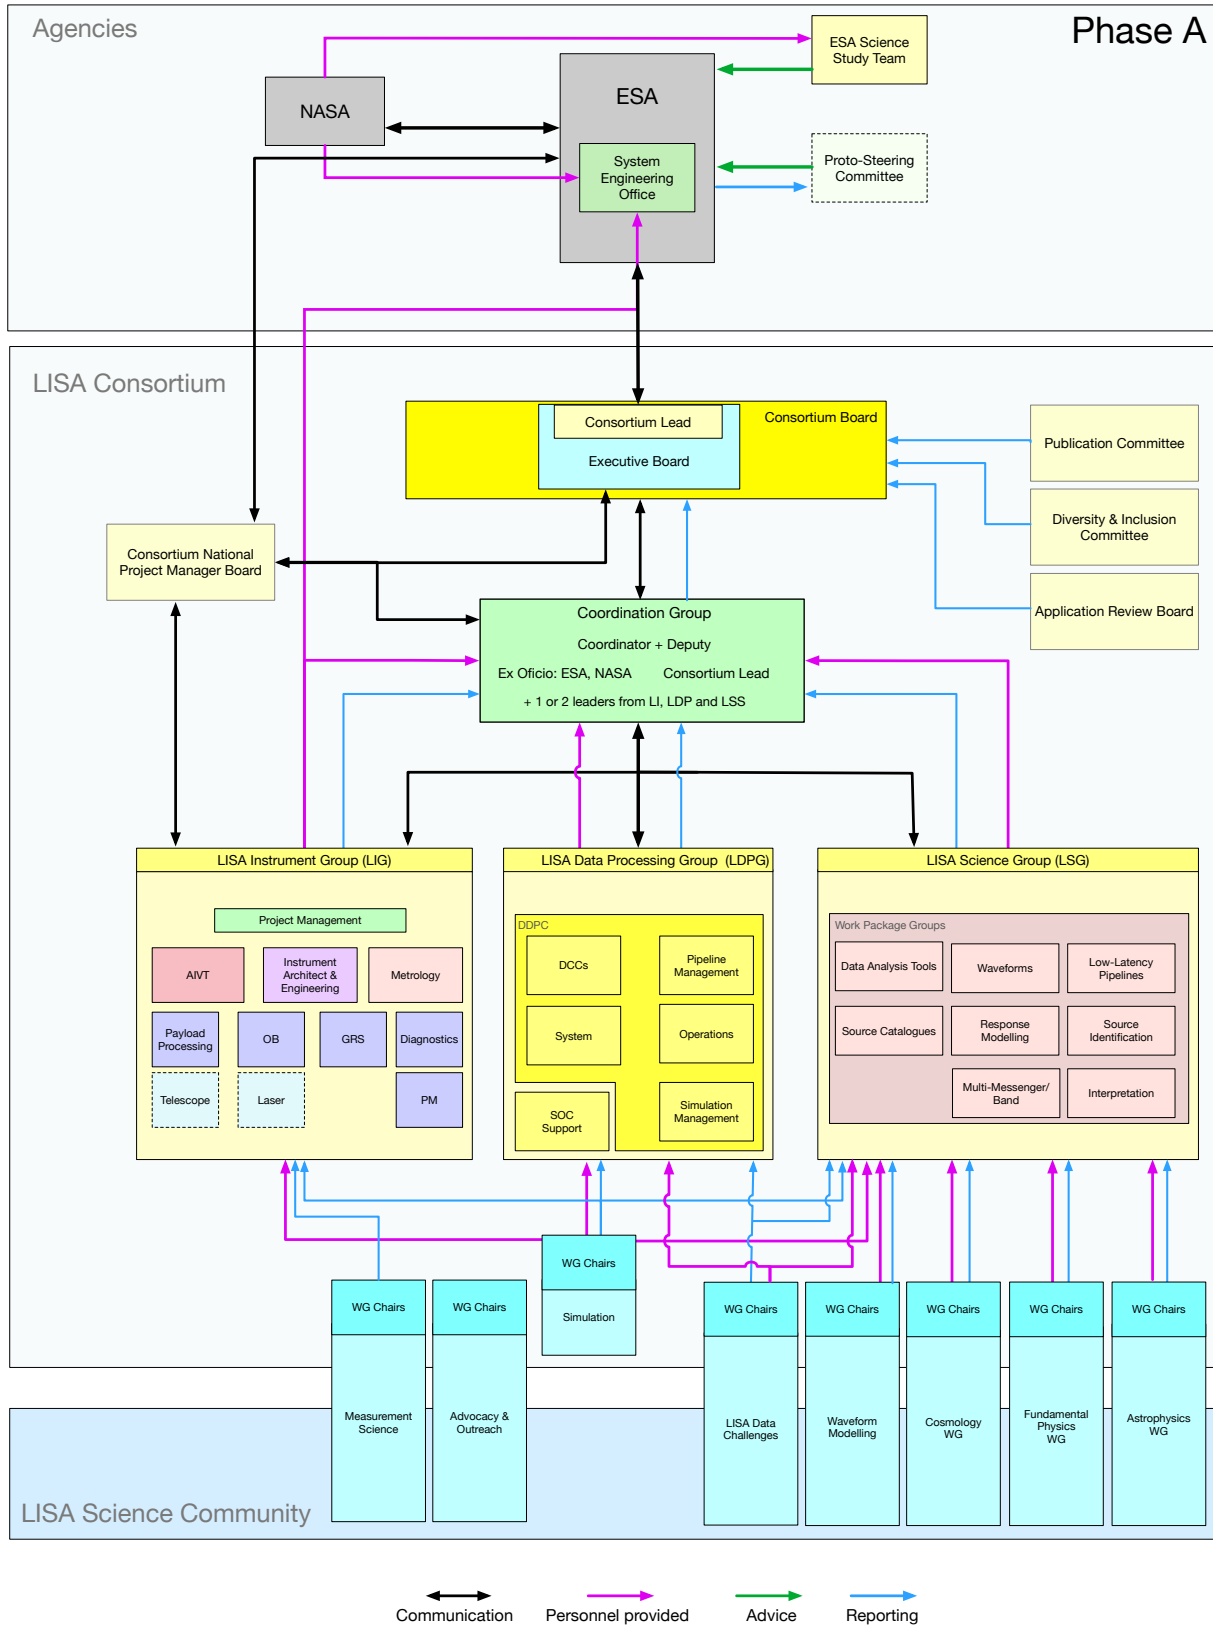 Agencies
Phase A
ESA Science
Study Team
NASA
ESA
System
Engineering
Office
Proto-Steering
Committee
LISA Consortium
Consortium Lead
Consortium Board
Executive Board
Publication Committee
Diversity & Inclusion
Committee
Application Review Board
Consortium National
Project Manager Board
Coordination Group
Coordinator + Deputy
Ex Oficio: ESA, NASA
Consortium Lead
+ 1 or 2 leaders from LI, LDP and LSS
LISA Instrument Group (LIG)
Project Management
AIVT
Instrument
Architect &
Engineering
Metrology
Payload
Processing
OB
GRS
Diagnostics
Telescope
Laser
PM
LISA Data Processing Group (LDPG)
DDPC
DCCs
Pipeline
Management
System
Operations
SOC
Support
Simulation
Management
LISA Science Group (LSG)
Work Package Groups
Data Analysis Tools
Waveforms
Low-Latency
Pipelines
Source Catalogues
Response
Modelling
Source
Identification
Multi-Messenger/
Band
Interpretation
WG Chairs
Simulation
WG Chairs
Measurement
Science
WG Chairs
Advocacy &
Outreach
WG Chairs
LISA Data
Challenges
WG Chairs
Waveform
Modelling
WG Chairs
Cosmology
WG
WG Chairs
Fundamental
Physics
WG
WG Chairs
Astrophysics
WG
LISA Science Community
Communication
Personnel provided
Advice
Reporting